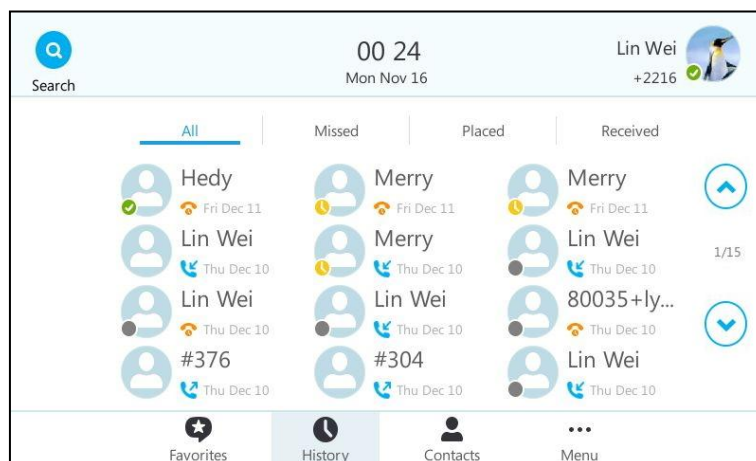 Search
00 24
Mon Nov 16
Lin Wei
+2216
All Missed Placed Received
Hedy Merry Merry
Fri Dec 11 Fri Dec 11 Fri Dec 11
Lin Wei Merry Lin Wei
Thu Dec 10 Thu Dec 10 Thu Dec 10
1/15
Lin Wei Lin Wei 80035+ly...
Thu Dec 10 Thu Dec 10 Thu Dec 10
#376 #304 Lin Wei
Thu Dec 10 Thu Dec 10 Thu Dec 10
Favorites History Contacts Menu